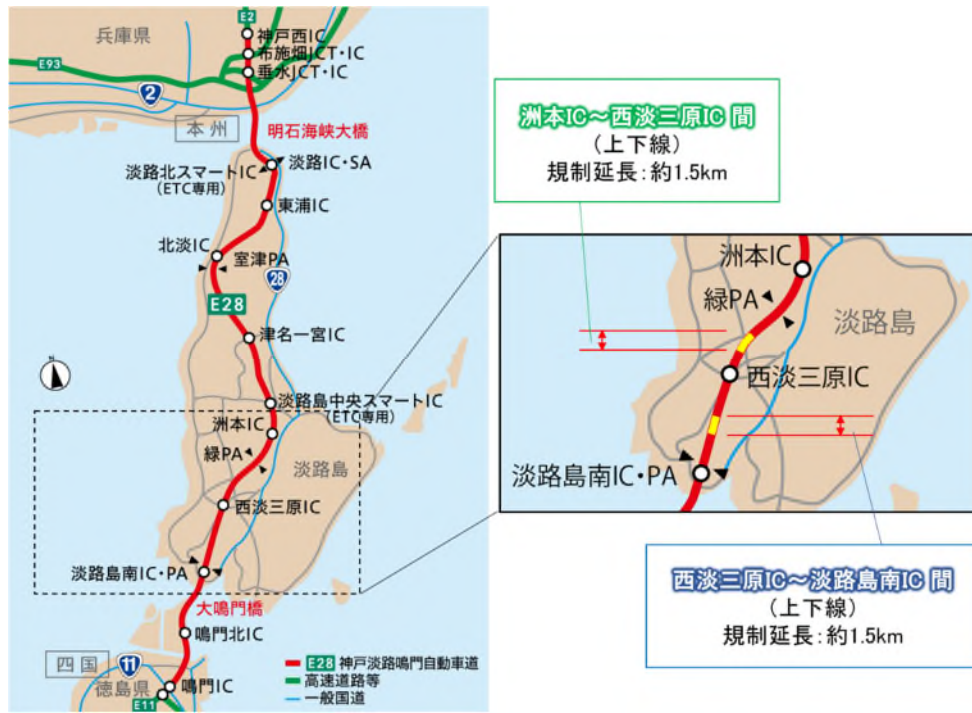 E2
兵庫県
神戸西IC
布施畑JCT・IC
垂水JCT・IC
E93
2
本州
明石海峡大橋
淡路IC・SA
淡路北スマートIC
(ETC専用)
東浦IC
北淡IC
室津PA
28
E28
津名一宮IC
N
淡路島中央スマートIC
(ETC専用)
洲本IC
緑PA
淡路島
西淡三原IC
淡路島南IC・PA
大鳴門橋
鳴門北IC
四国
11
徳島県
鳴門IC
E11
E28 神戸淡路鳴門自動車道
高速道路等
一般国道
洲本IC～西淡三原IC 間
(上下線)
規制延長:約1.5km
洲本IC
緑PA
淡路島
西淡三原IC
淡路島南IC・PA
西淡三原IC～淡路島南IC 間
(上下線)
規制延長:約1.5km